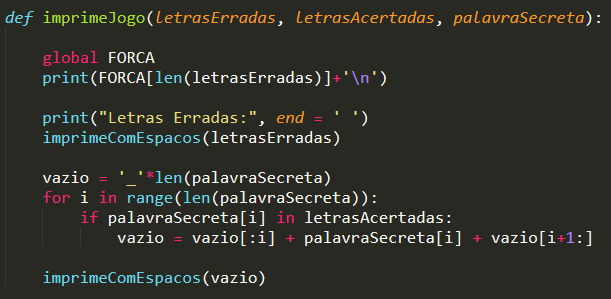 def imprimeJogo(letrasErradas, letrasAcertadas, palavraSecreta):
global FORCA
print(FORCA[len(letrasErradas)]+'\n')
print("Letras Erradas:", end = ' ')
imprimeComEspacos(letrasErradas)
vazio = '_'*len(palavraSecreta)
for i in range(len(palavraSecreta)):
if palavraSecreta[i] in letrasAcertadas:
vazio = vazio[:i] + palavraSecreta[i] + vazio[i+1:]
imprimeComEspacos(vazio)